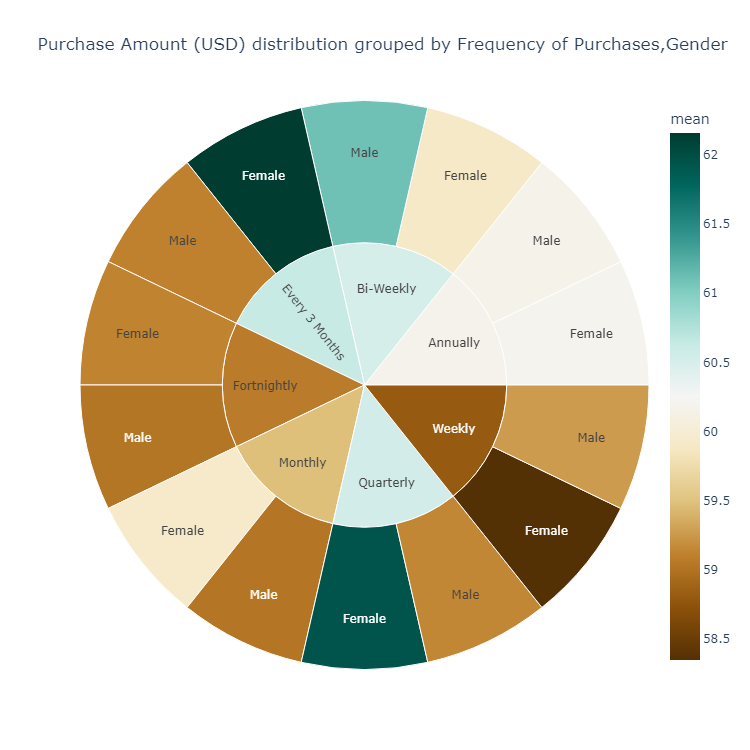 Purchase Amount (USD) distribution grouped by Frequency of Purchases,Gender
mean
62
61.5
61
60.5
60
59.5
59
58.5
Male
Female
Female
Male
Male
Male
Female
Female
Male
Male
Female
Female
Male
Female
Male
Female
Bi-Weekly
Every 3 Months
Annually
Fortnightly
Weekly
Monthly
Quarterly